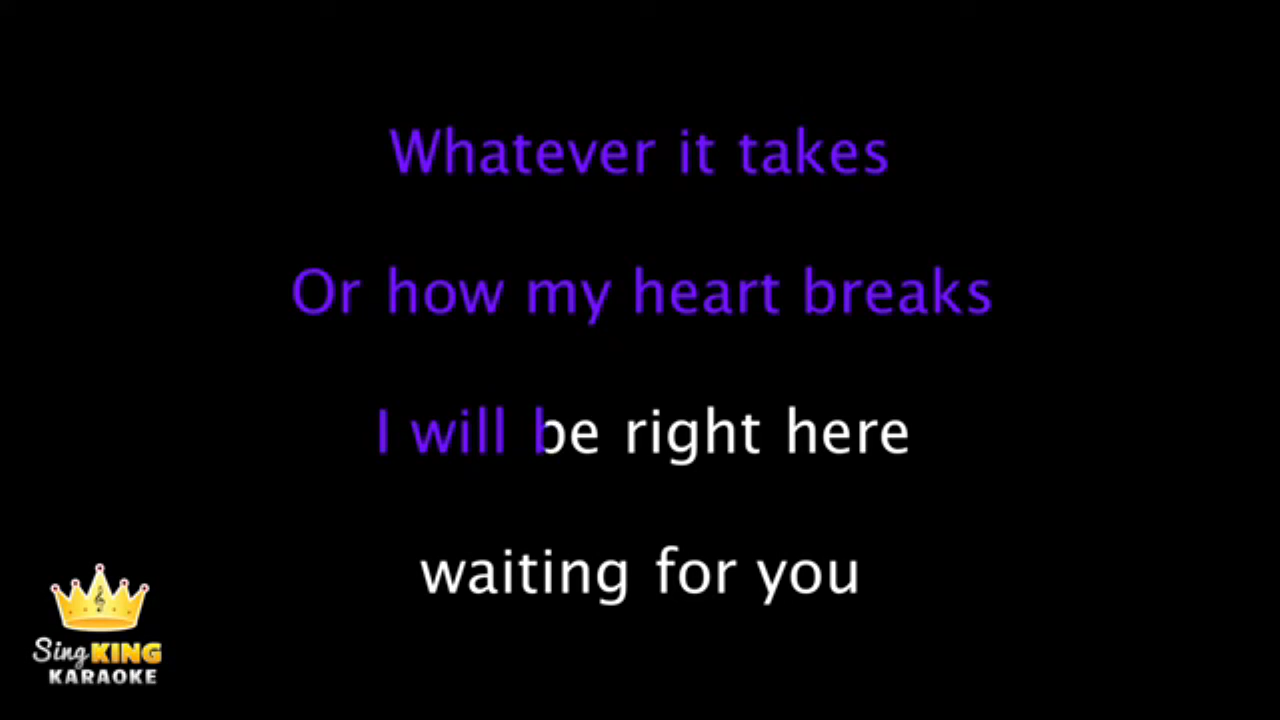 Whatever it takes
Or how my heart breaks
I will be right here
waiting for you
Sing KING
KARAOKE